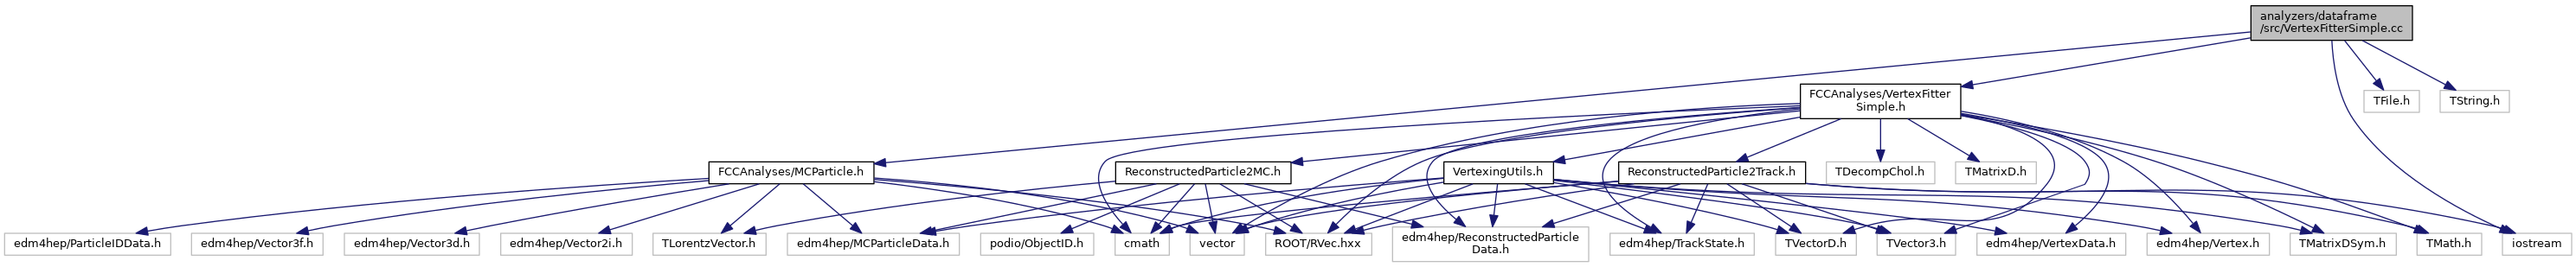 analyzers/dataframe
/src/VertexFitterSimple.cc
FCCAnalyses/VertexFitter
Simple.h
TFile.h
TString.h
FCCAnalyses/MCParticle.h
ReconstructedParticle2MC.h
VertexingUtils.h
ReconstructedParticle2Track.h
TDecompChol.h
TMatrixD.h
edm4hep/ParticleIDData.h
edm4hep/Vector3f.h
edm4hep/Vector3d.h
edm4hep/Vector2i.h
TLorentzVector.h
edm4hep/MCParticleData.h
podio/ObjectID.h
cmath
vector
ROOT/RVec.hxx
edm4hep/ReconstructedParticle
Data.h
edm4hep/TrackState.h
TVectorD.h
TVector3.h
edm4hep/VertexData.h
edm4hep/Vertex.h
TMatrixDSym.h
TMath.h
iostream